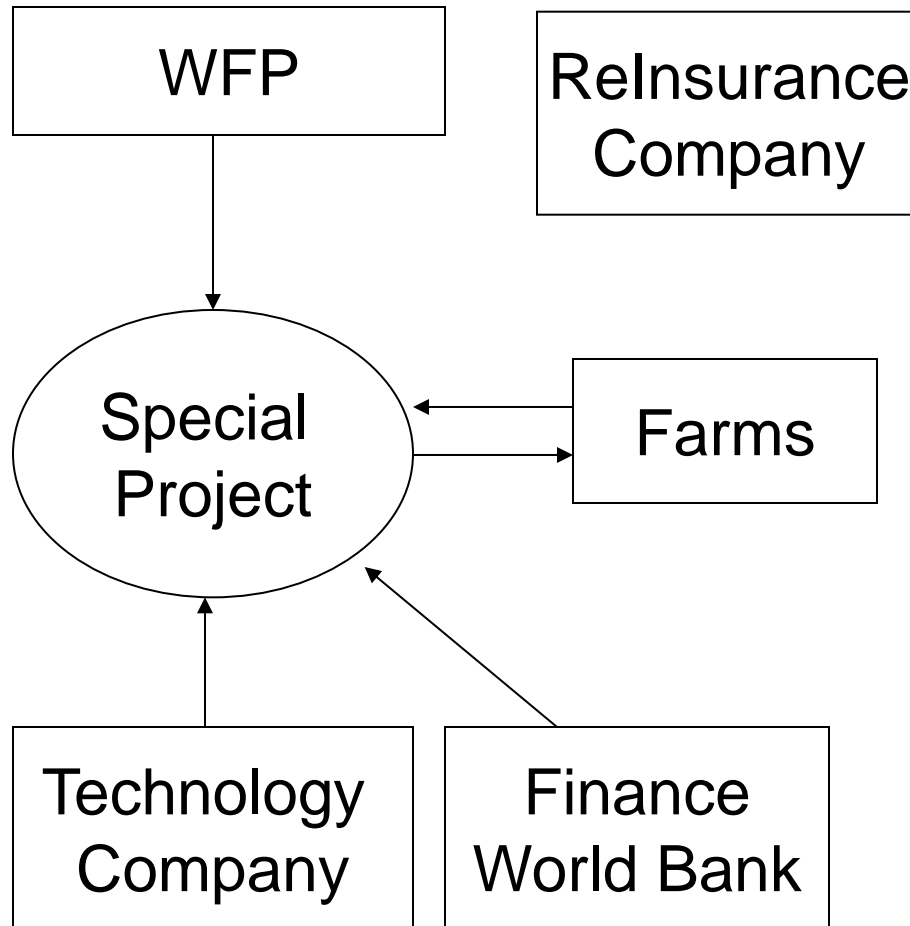 WFP
ReInsurance
Company
Special
Project
Farms
Technology
Company
Finance
World Bank